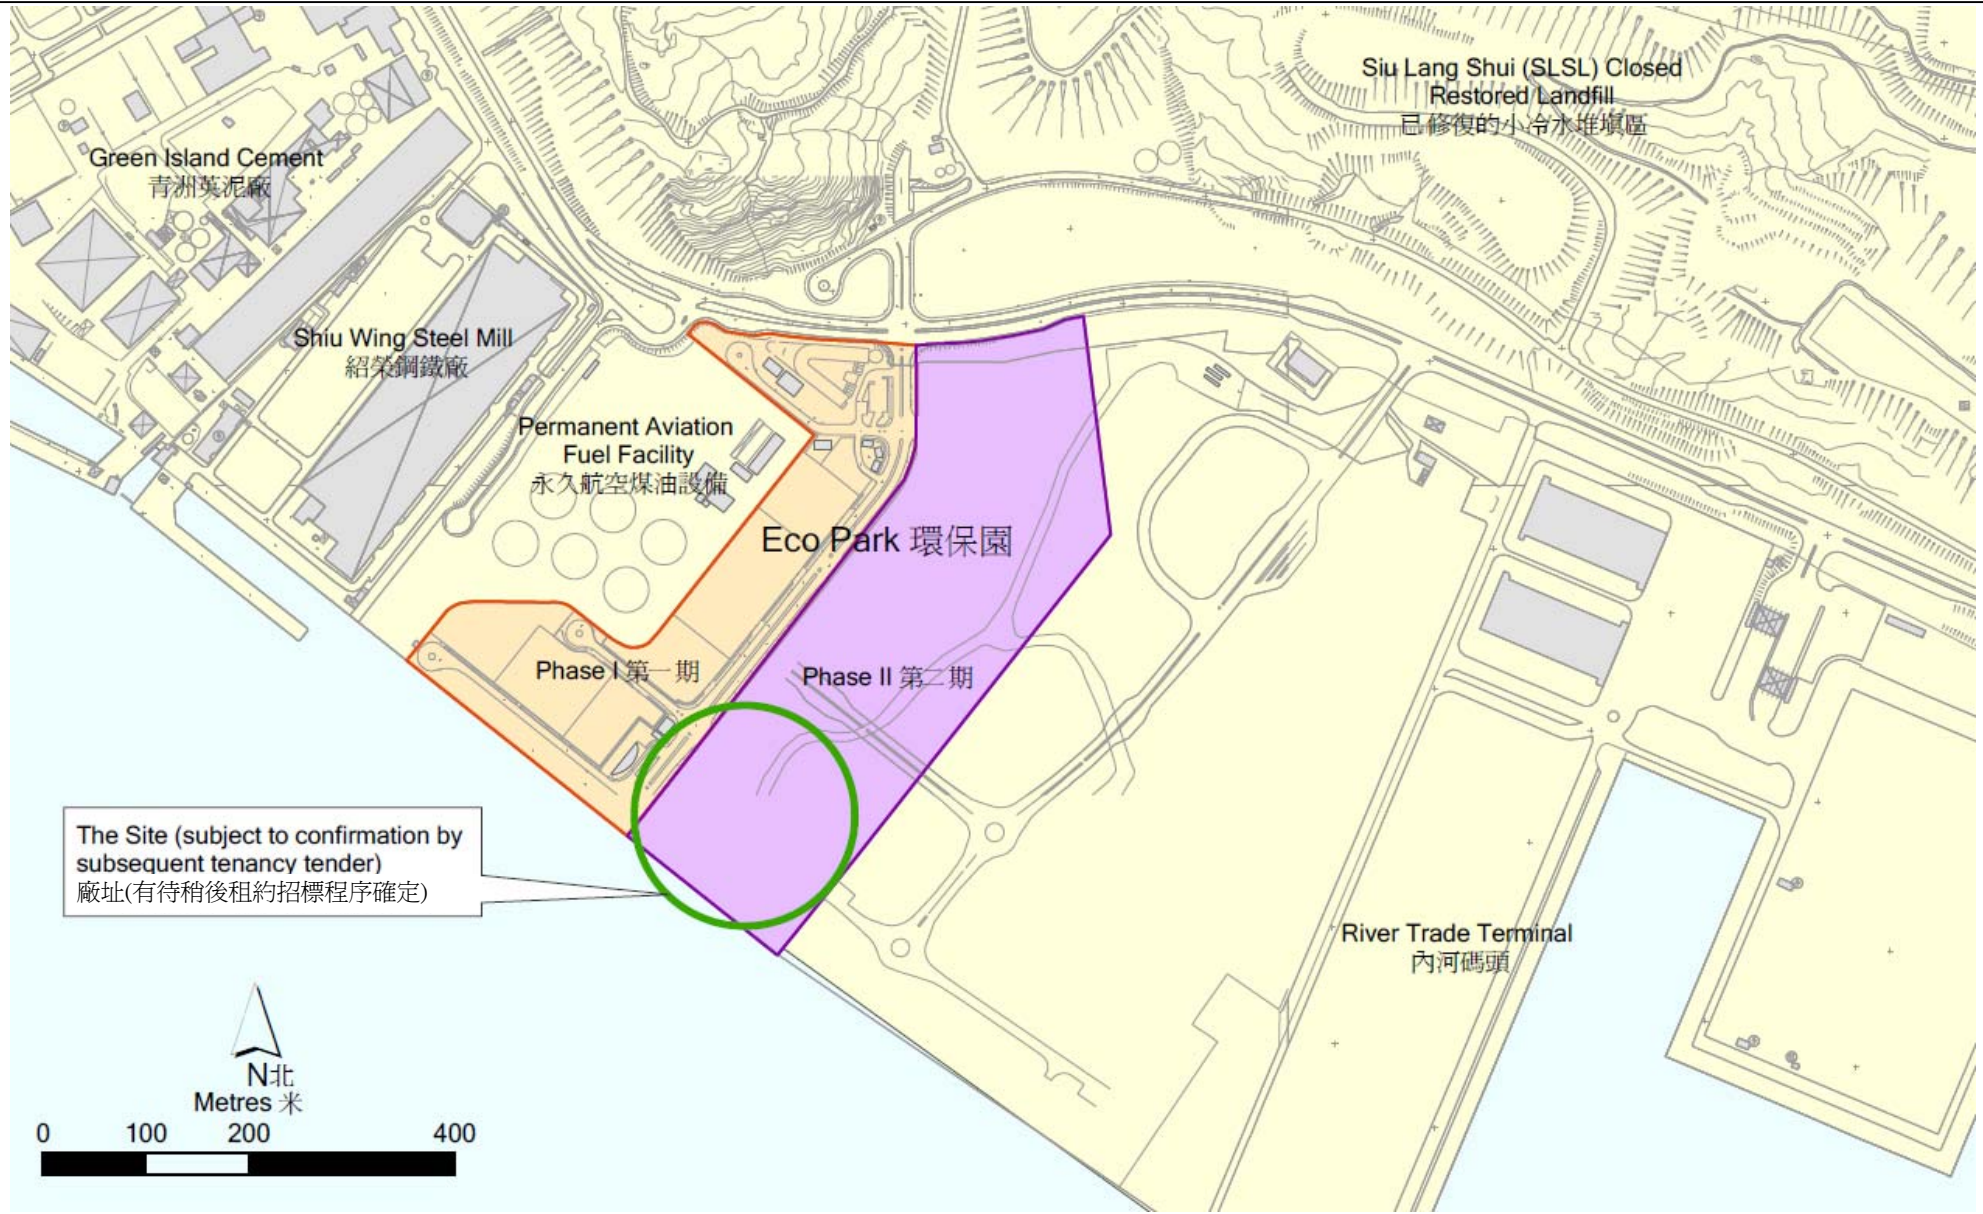 Siu Lang Shui (SLSL) Closed
Restored Landfill
已修復的小冷水堆填區
Green Island Cement
青洲英泥廠
Shiu Wing Steel Mill
紹榮鋼鐵廠
Permanent Aviation
Fuel Facility
永久航空煤油設備
Eco Park 環保園
Phase I 第一期
Phase II 第二期
The Site (subject to confirmation by
subsequent tenancy tender)
廠址(有待稍後租約招標程序確定)
River Trade Terminal
內河碼頭
N北
Metres 米
0 100 200 400